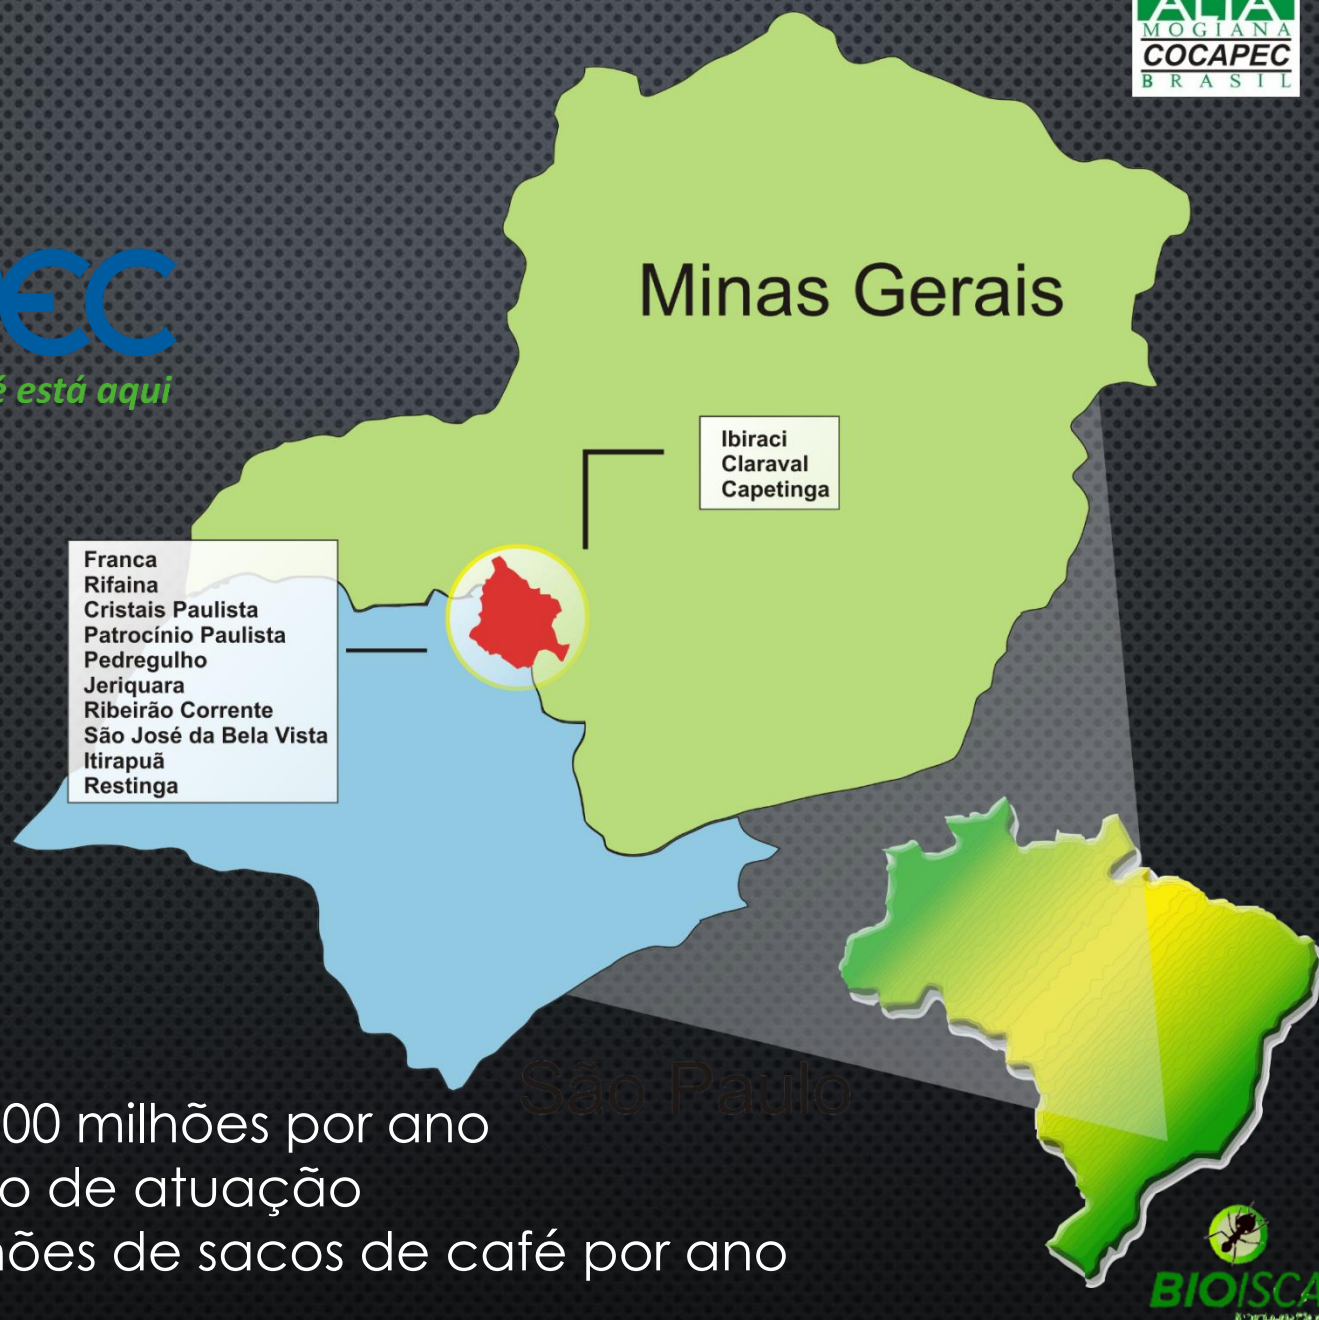 ALTA
MOGIANA
COCAPEC
BRASIL
PEC
é está aqui
Minas Gerais
Ibiraci
Claraval
Capetinga
Franca
Rifaina
Cristais Paulista
Patrocínio Paulista
Pedregulho
Jeriquara
Ribeirão Corrente
São José da Bela Vista
Itirapuã
Restinga
São Paulo
00 milhões por ano
o de atuação
hões de sacos de café por ano
BIOISCA